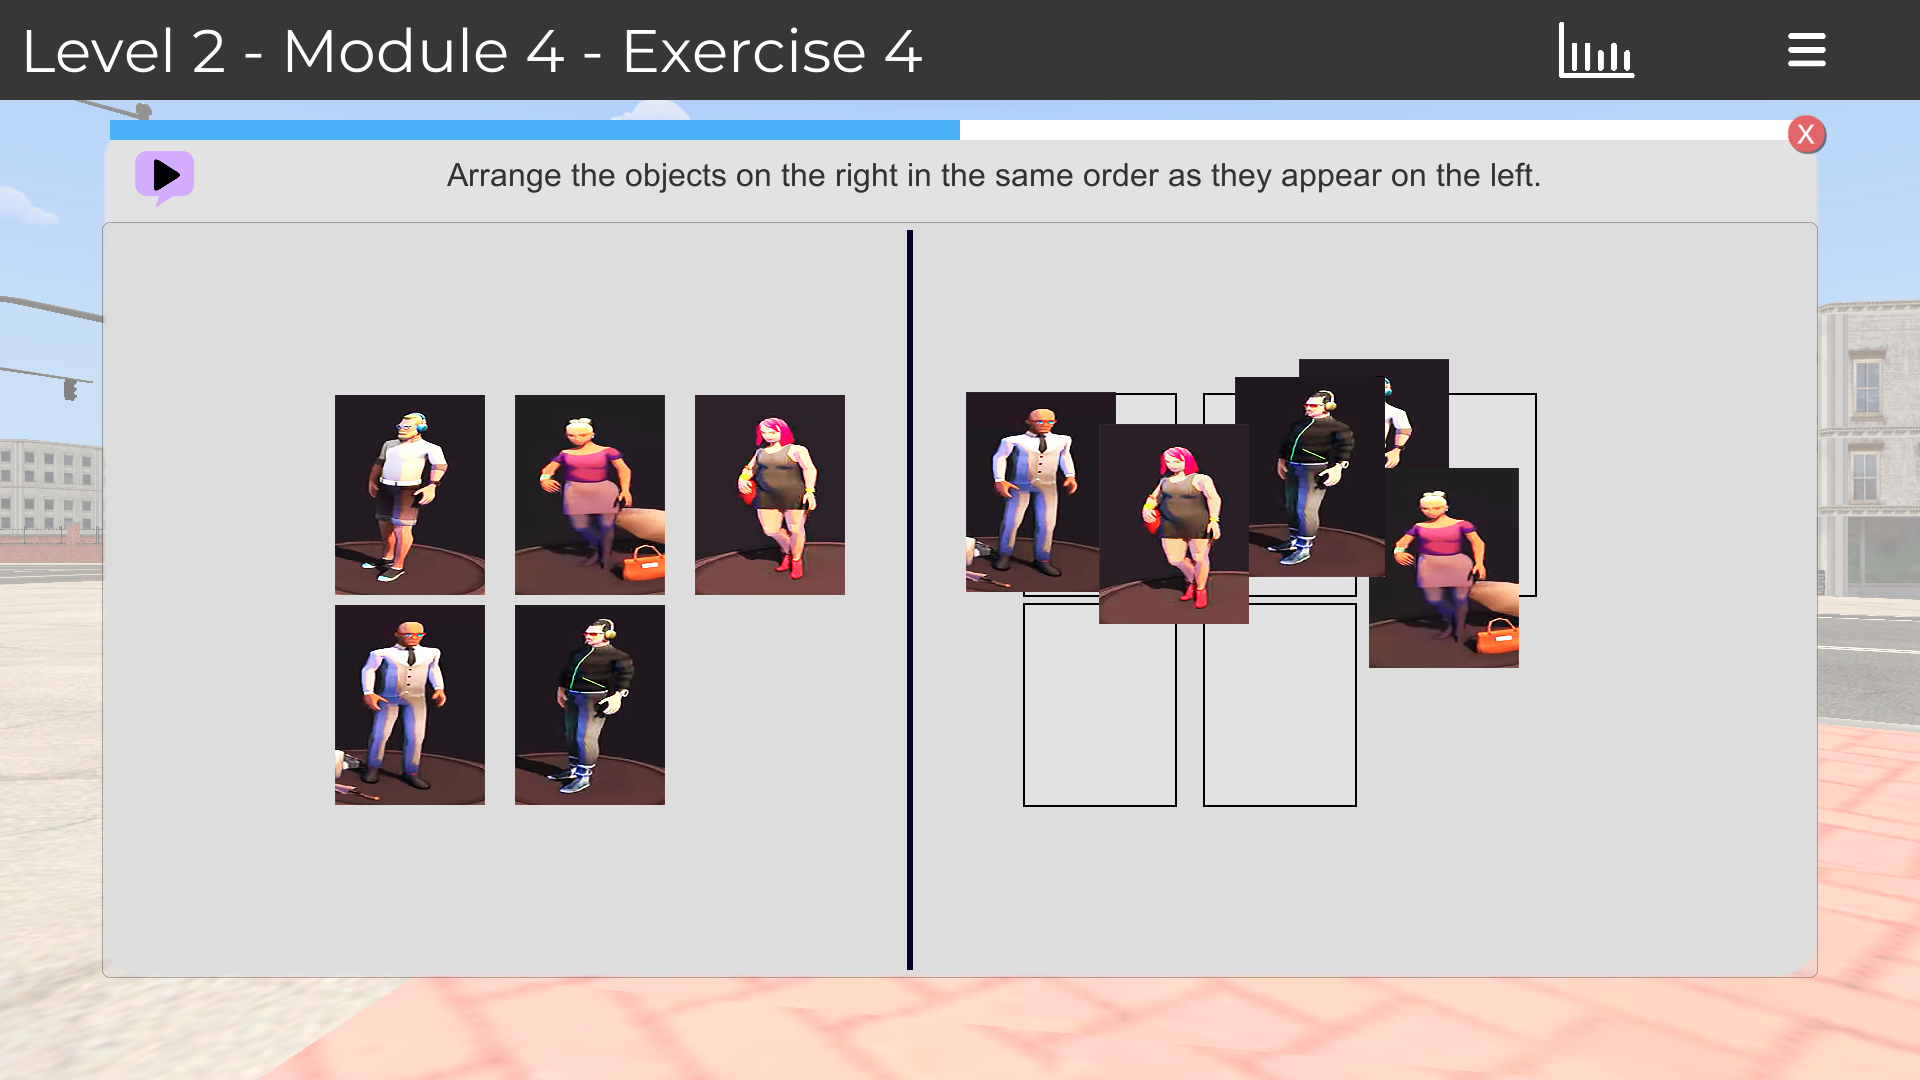 Level 2 - Module 4 - Exercise 4
X
Arrange the objects on the right in the same order as they appear on the left.